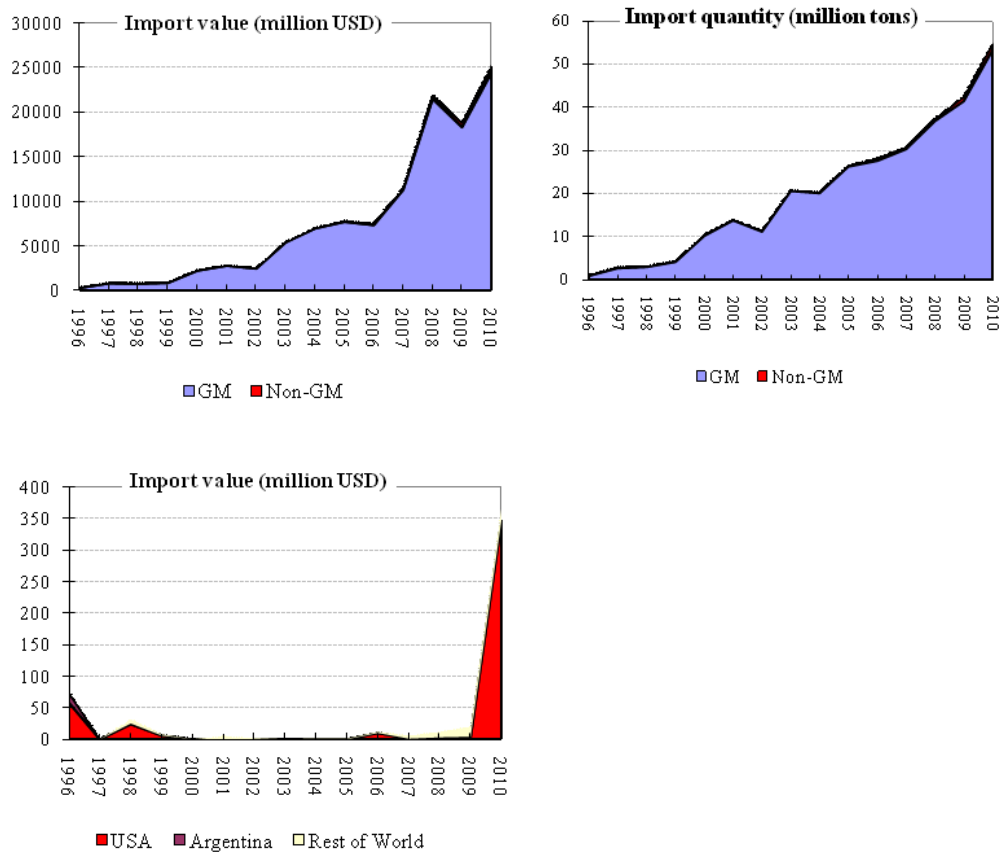 Import value (million USD)
30000
25000
20000
15000
10000
5000
0
1996 1997 1998 1999 2000 2001 2002 2003 2004 2005 2006 2007 2008 2009 2010
GM Non-GM
Import quantity (million tons)
60
50
40
30
20
10
0
1996 1997 1998 1999 2000 2001 2002 2003 2004 2005 2006 2007 2008 2009 2010
GM Non-GM
Import value (million USD)
400
350
300
250
200
150
100
50
0
1996 1997 1998 1999 2000 2001 2002 2003 2004 2005 2006 2007 2008 2009 2010
USA Argentina Rest of World